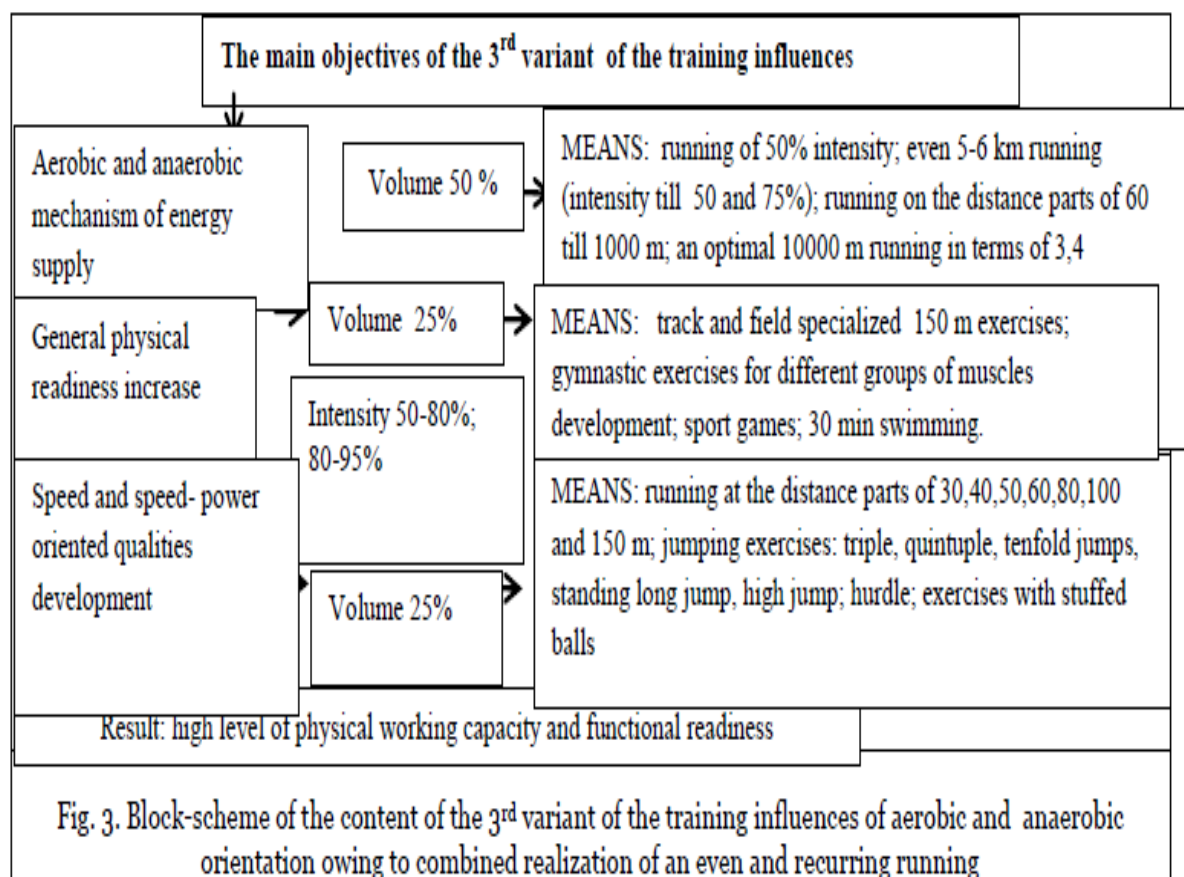 The main objectives of the 3rd variant of the training influences
Aerobic and anaerobic
mechanism of energy
supply
Volume 50 %
MEANS: running of 50% intensity; even 5-6 km running
(intensity till 50 and 75%); running on the distance parts of 60
till 1000 m; an optimal 10000 m running in terms of 3,4
General physical
readiness increase
Volume 25%
MEANS: track and field specialized 150 m exercises;
gymnastic exercises for different groups of muscles
development; sport games; 30 min swimming.
Intensity 50-80%;
80-95%
Speed and speed- power
oriented qualities
development
Volume 25%
MEANS: running at the distance parts of 30,40,50,60,80,100
and 150 m; jumping exercises: triple, quintuple, tenfold jumps,
standing long jump, high jump; hurdle; exercises with stuffed
balls
Result: high level of physical working capacity and functional readiness
Fig. 3. Block-scheme of the content of the 3rd variant of the training influences of aerobic and anaerobic
orientation owing to combined realization of an even and recurring running